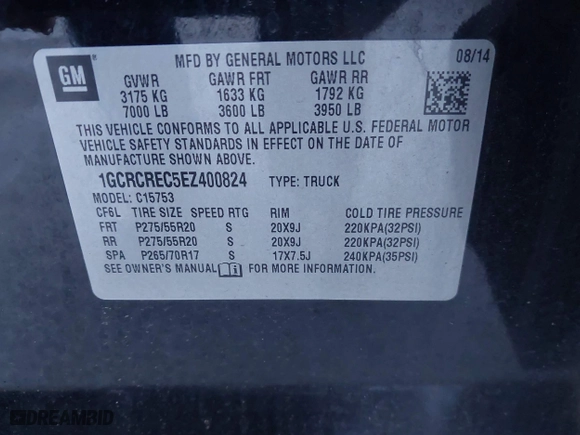 GM
MFD BY GENERAL MOTORS LLC 08/14
GVWR GAWR FRT GAWR RR
3175 KG 1633 KG 1792 KG
7000 LB 3600 LB 3950 LB
THIS VEHICLE CONFORMS TO ALL APPLICABLE U.S. FEDERAL MOTOR
VEHICLE SAFETY STANDARDS IN EFFECT ON THE DATE OF
MANUFACTURE SHOWN ABOVE.
1GCRCREC5EZ400824 TYPE: TRUCK
MODEL: C15753
CF6L TIRE SIZE SPEED RTG RIM COLD TIRE PRESSURE
FRT P275/55R20 S 20X9J 220KPA(32PSI)
RR P275/55R20 S 20X9J 220KPA(32PSI)
SPA P265/70R17 S 17X7.5J 240KPA(35PSI)
SEE OWNER'S MANUAL FOR MORE INFORMATION.
DREAMBID